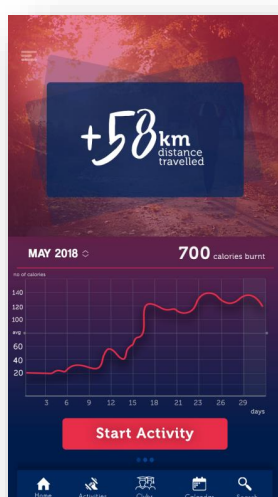 +58km
distance
travelled
MAY 2018
700 calories burnt
no of calories
140
120
100
avg
60
40
20
3 6 9 12 15 18 21 23 26 29
days
Start Activity
Home Activities Clubs Calendar Search